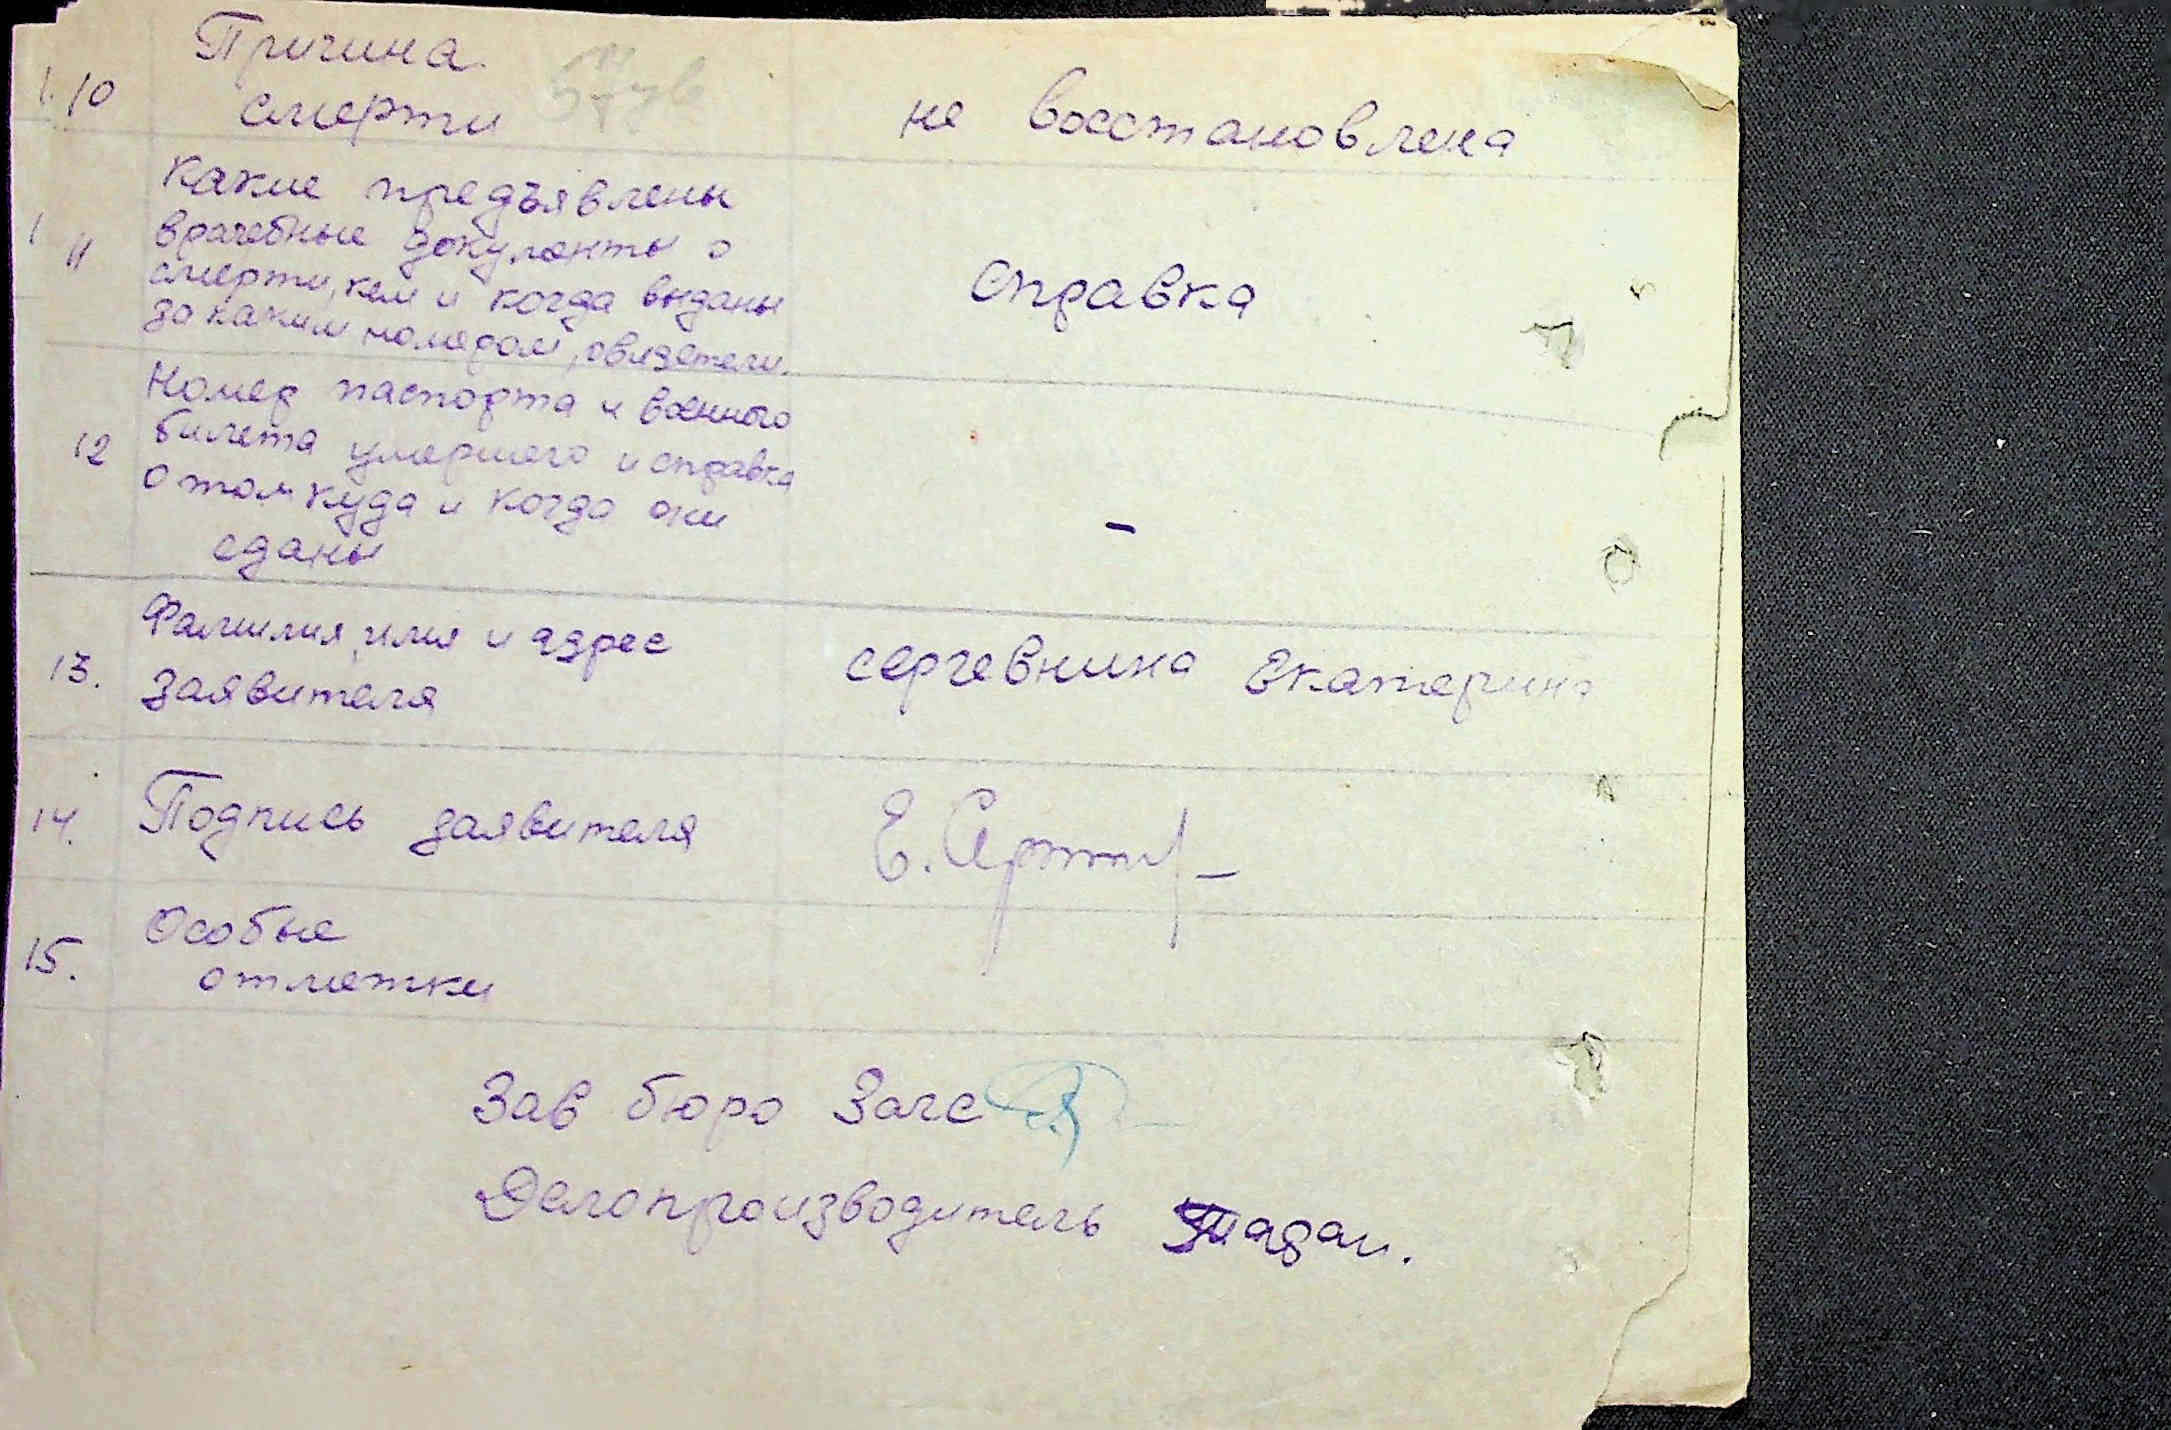 Причина
10 смерти не восстановлена
Какие предъявлены
врачебные документы о
11 смерти, кем и когда выданы справка
за каким номером, свидетели.
Номер паспорта и военного
12 билета умершего и справка
о том куда и когда они -
сданы
Фамилия, имя и адрес сергевнина Екатерина
13. заявителя
14. Подпись заявителя Е.
15. Особые
отметки
Зав бюро Загс
Делопроизводитель